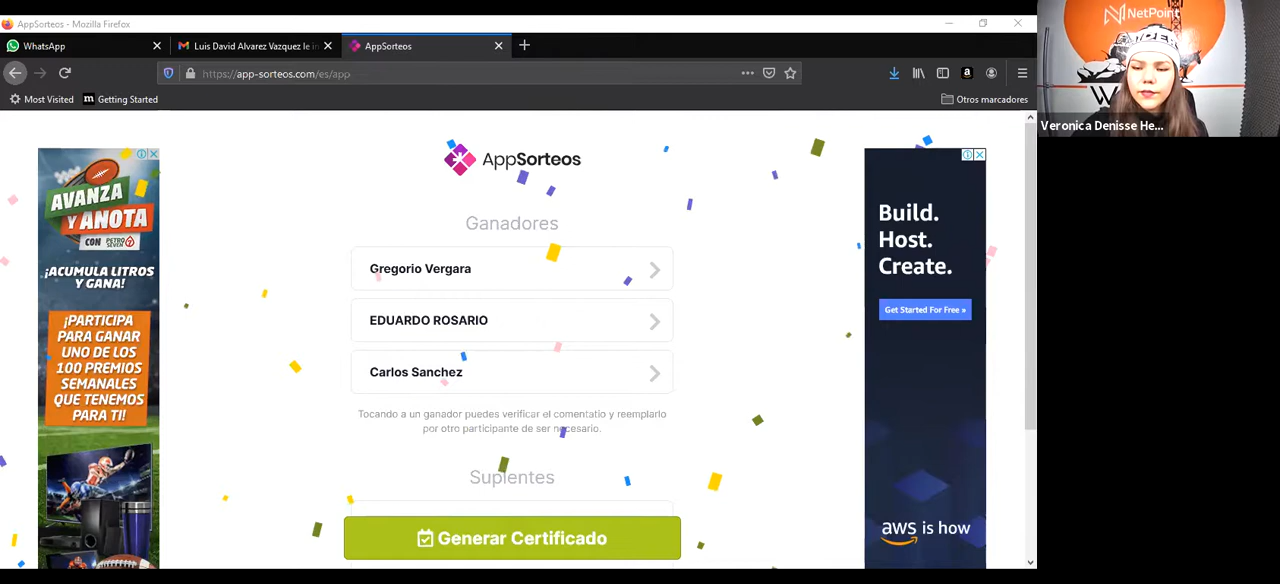 AppSorteos - Mozilla Firefox
WhatsApp
Luis David Alvarez Vazquez le in
AppSorteos
https://app-sorteos.com/es/app
Most Visited
Getting Started
Otros marcadores
NetPoint
Veronica Denisse He...
AVANZA
Y ANOTA
CON PETRO SEVEN
¡ACUMULA LITROS
Y GANA!
¡PARTICIPA
PARA GANAR
UNO DE LOS
100 PREMIOS
SEMANALES
QUE TENEMOS
PARA TI!
AppSorteos
Ganadores
Gregorio Vergara
EDUARDO ROSARIO
Carlos Sanchez
Tocando a un ganador puedes verificar el comentatio y reemplarlo
por otro participante de ser necesario.
Suplentes
Generar Certificado
Build.
Host.
Create.
Get Started For Free »
aws is how